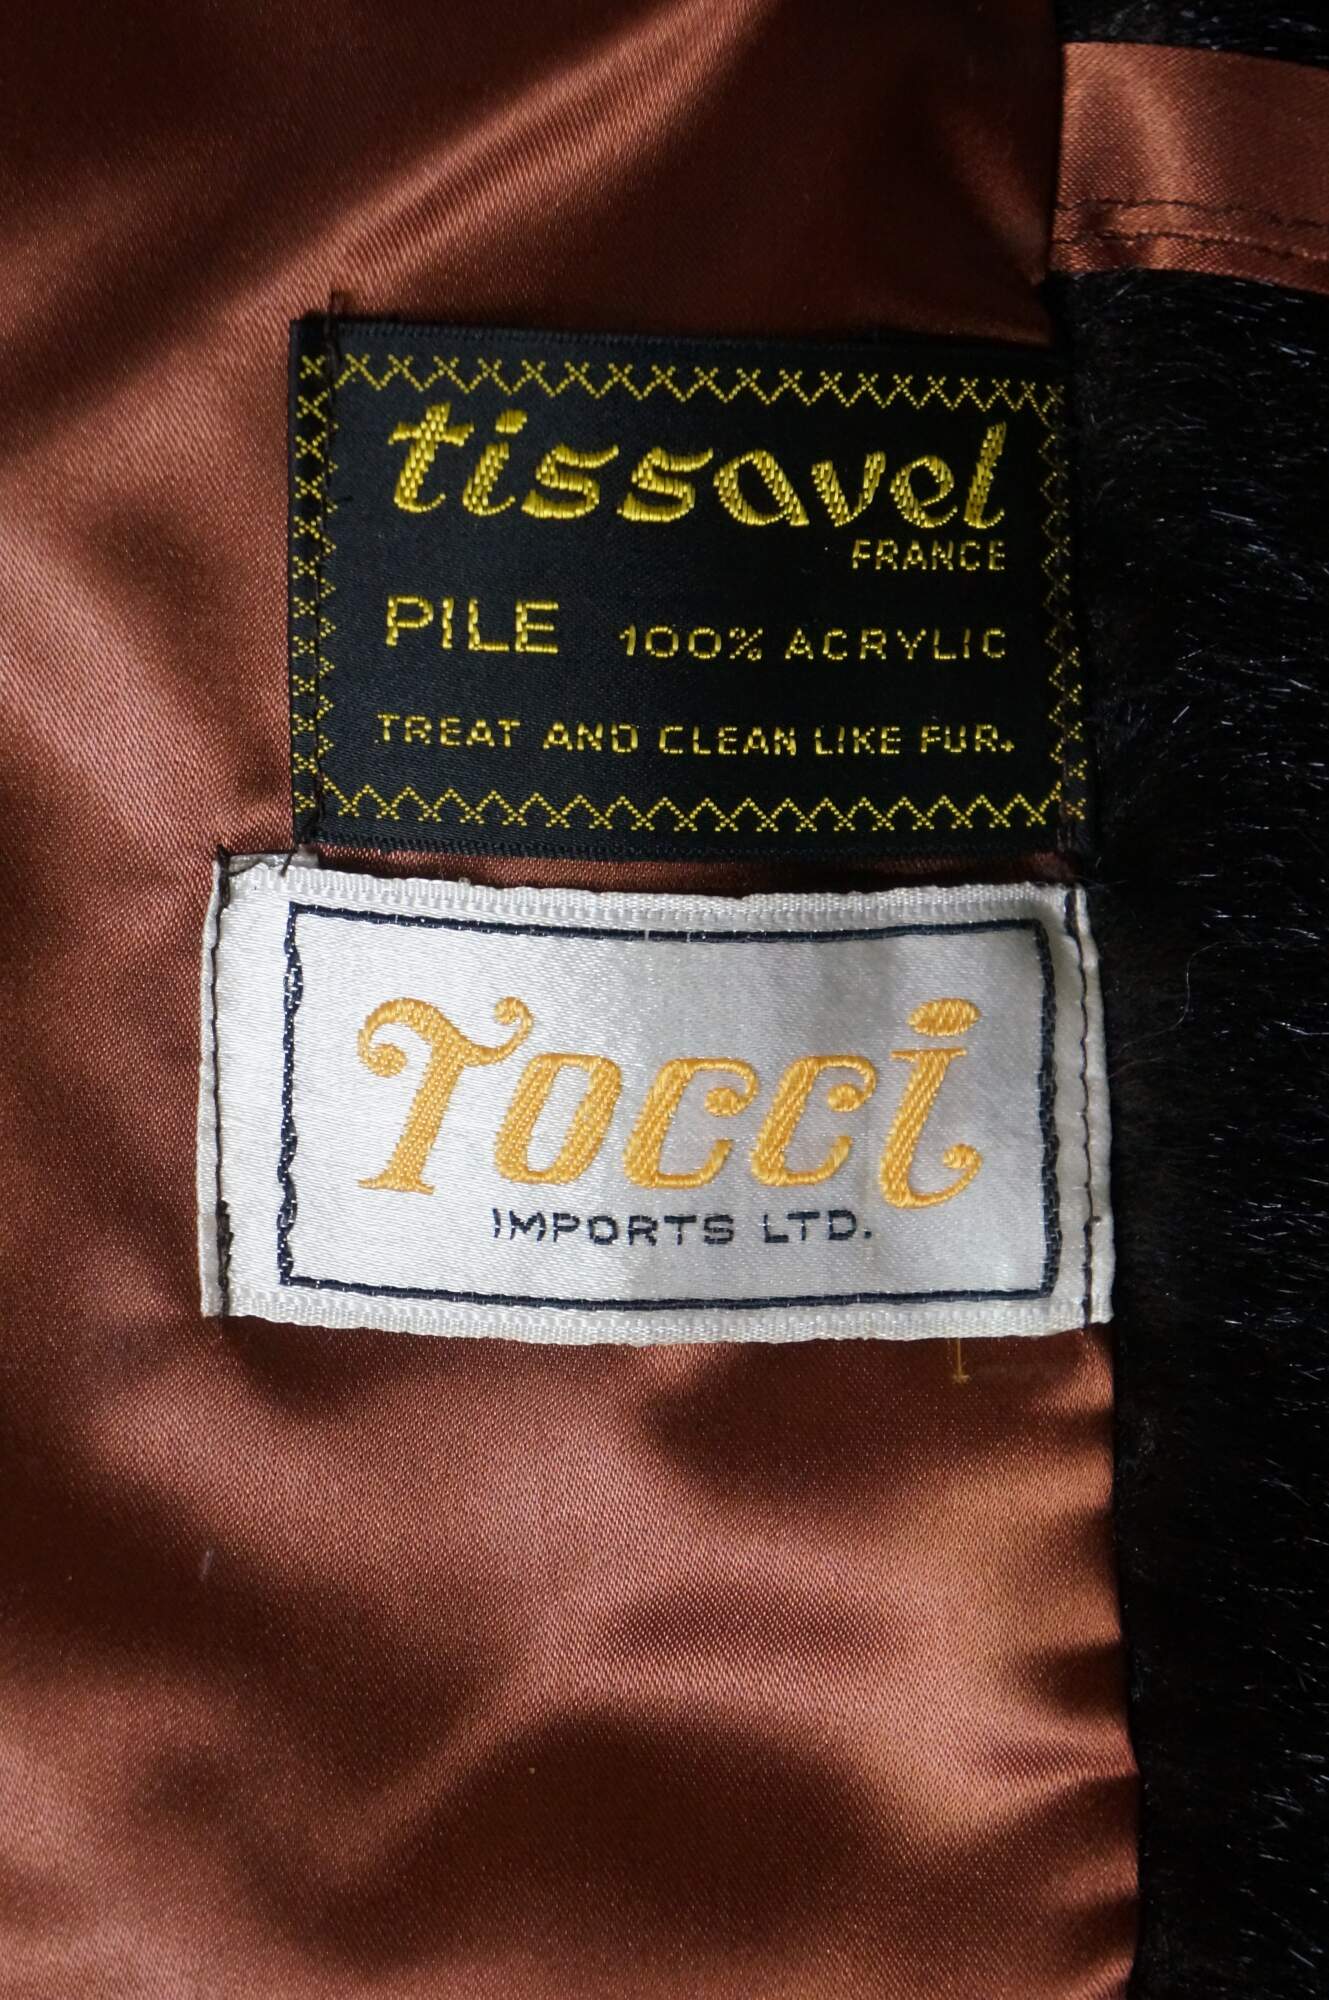 tissavel
FRANCE
PILE 100% ACRYLIC
TREAT AND CLEAN LIKE FUR.
Tocci
IMPORTS LTD.